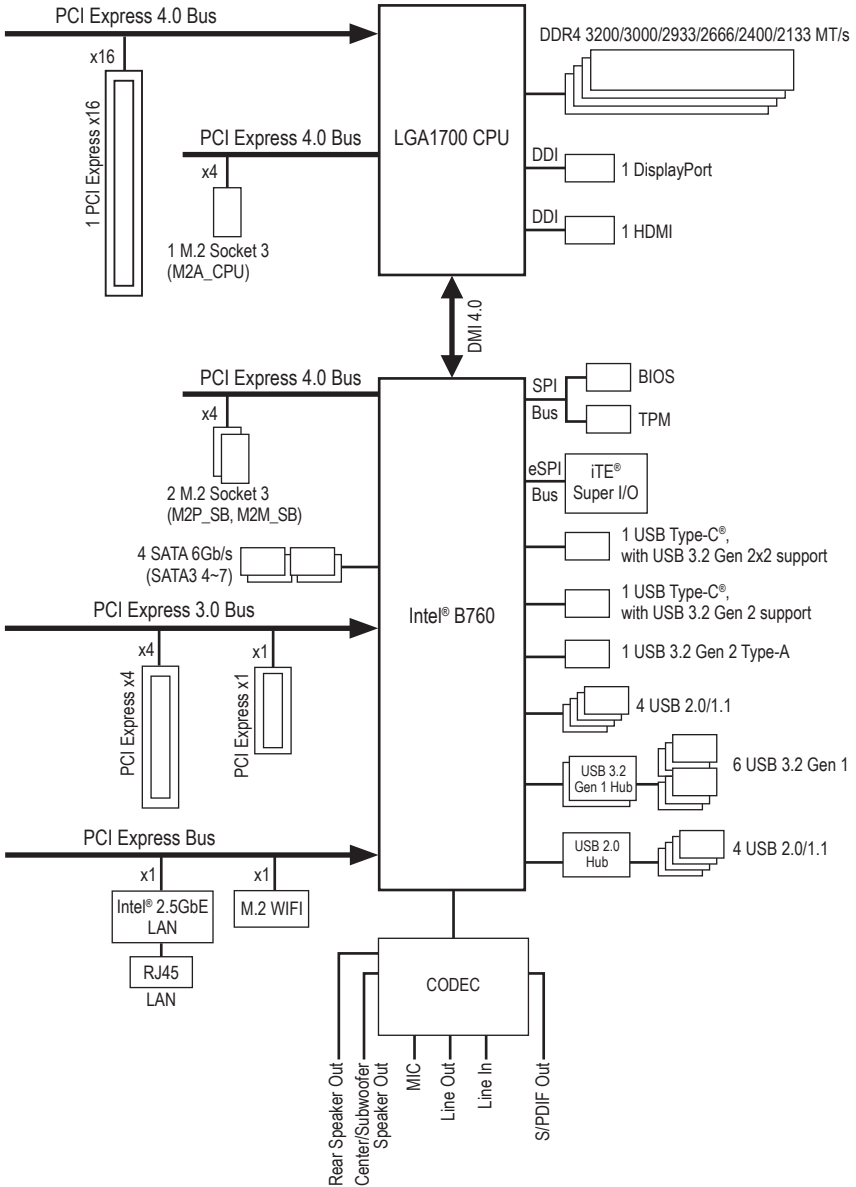 PCI Express 4.0 Bus
x16
1 PCI Express x16
PCI Express 4.0 Bus
x4
1 M.2 Socket 3
(M2A_CPU)
LGA1700 CPU
DDR4 3200/3000/2933/2666/2400/2133 MT/s
DDI
1 DisplayPort
DDI
1 HDMI
DMI 4.0
PCI Express 4.0 Bus
x4
2 M.2 Socket 3
(M2P_SB, M2M_SB)
4 SATA 6Gb/s
(SATA3 4~7)
PCI Express 3.0 Bus
x4
PCI Express x4
x1
PCI Express x1
PCI Express Bus
x1
Intel® 2.5GbE
LAN
RJ45
LAN
x1
M.2 WIFI
Intel® B760
SPI
Bus
BIOS
TPM
eSPI
Bus
iTE®
Super I/O
1 USB Type-C®,
with USB 3.2 Gen 2x2 support
1 USB Type-C®,
with USB 3.2 Gen 2 support
1 USB 3.2 Gen 2 Type-A
4 USB 2.0/1.1
USB 3.2
Gen 1 Hub
6 USB 3.2 Gen 1
USB 2.0
Hub
4 USB 2.0/1.1
CODEC
Rear Speaker Out
Center/Subwoofer
Speaker Out
MIC
Line Out
Line In
S/PDIF Out